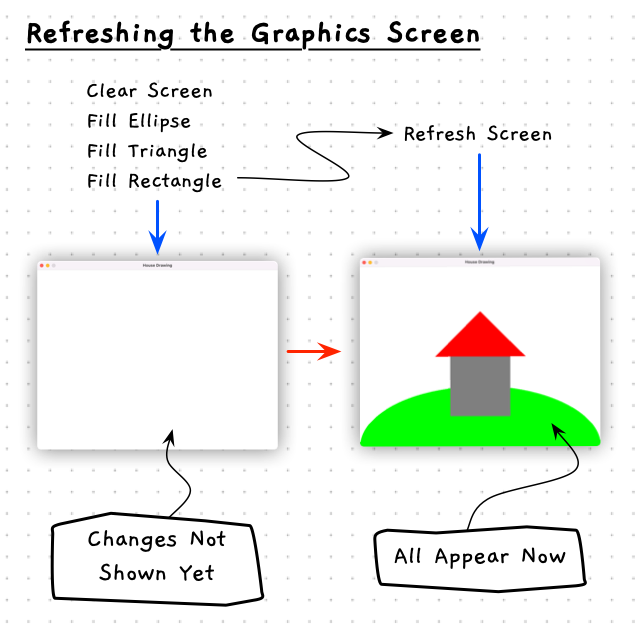 Refreshing the Graphics Screen
Clear Screen
Fill Ellipse
Fill Triangle
Fill Rectangle
Refresh Screen
House Drawing
House Drawing
Changes Not
Shown Yet
All Appear Now